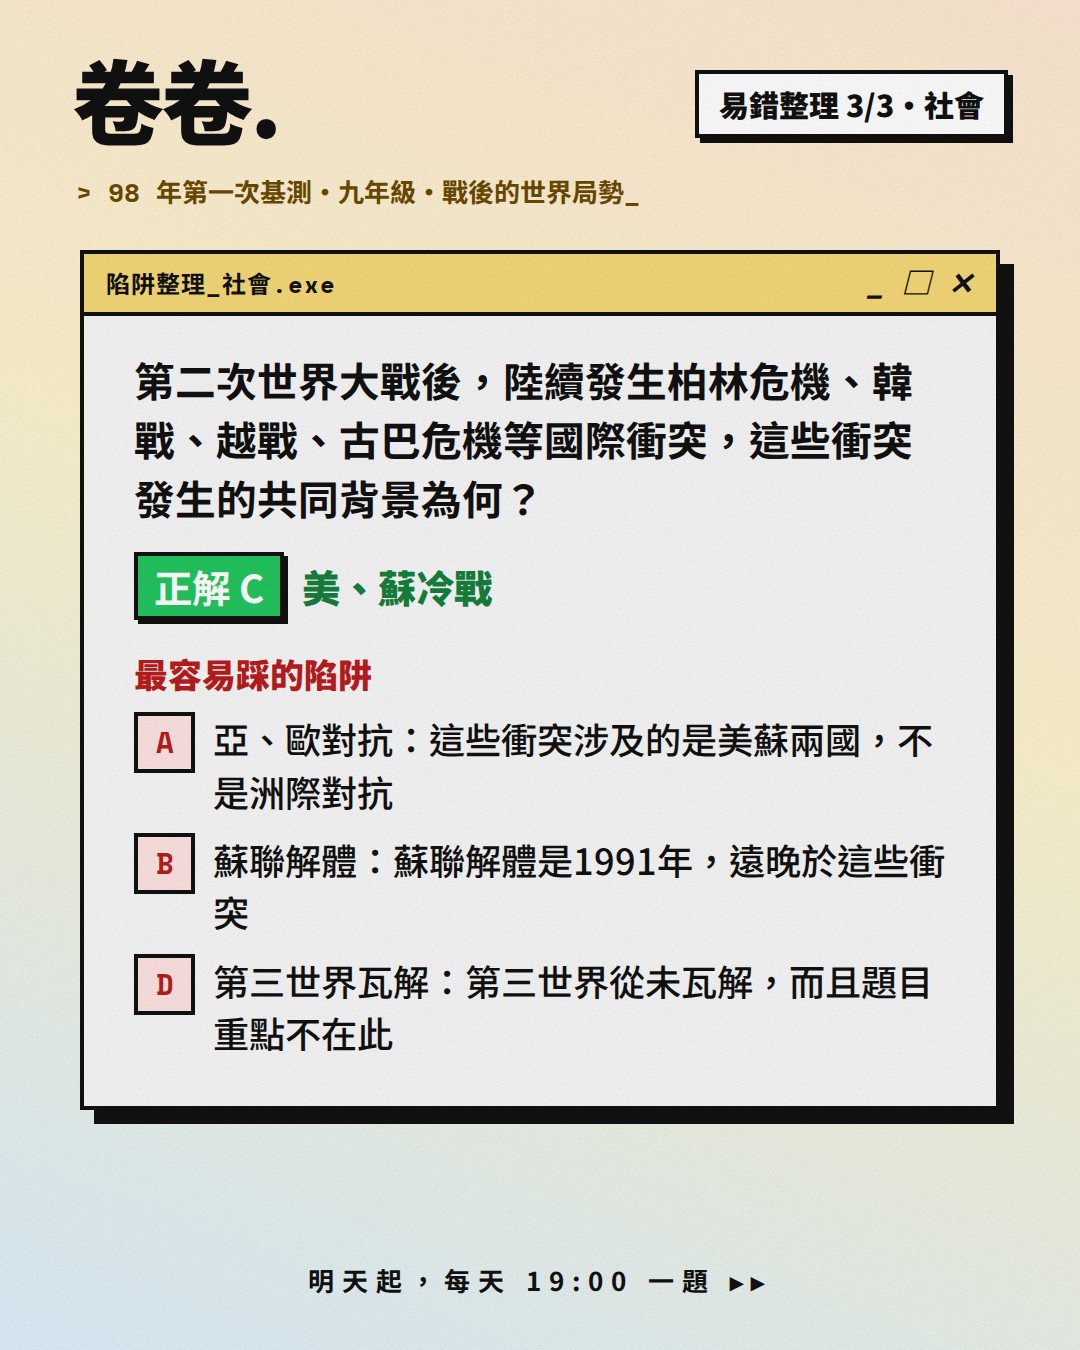 卷卷.
易錯整理 3/3・社會
> 98 年第一次基測・九年級・戰後的世界局勢_
陷阱整理_社會.exe
_ □ ✕
第二次世界大戰後，陸續發生柏林危機、韓
戰、越戰、古巴危機等國際衝突，這些衝突
發生的共同背景為何？
正解 C 美、蘇冷戰
最容易踩的陷阱
A 亞、歐對抗：這些衝突涉及的是美蘇兩國，不
是洲際對抗
B 蘇聯解體：蘇聯解體是1991年，遠晚於這些衝
突
D 第三世界瓦解：第三世界從未瓦解，而且題目
重點不在此
明天起，每天 19:00 一題 ▸▸